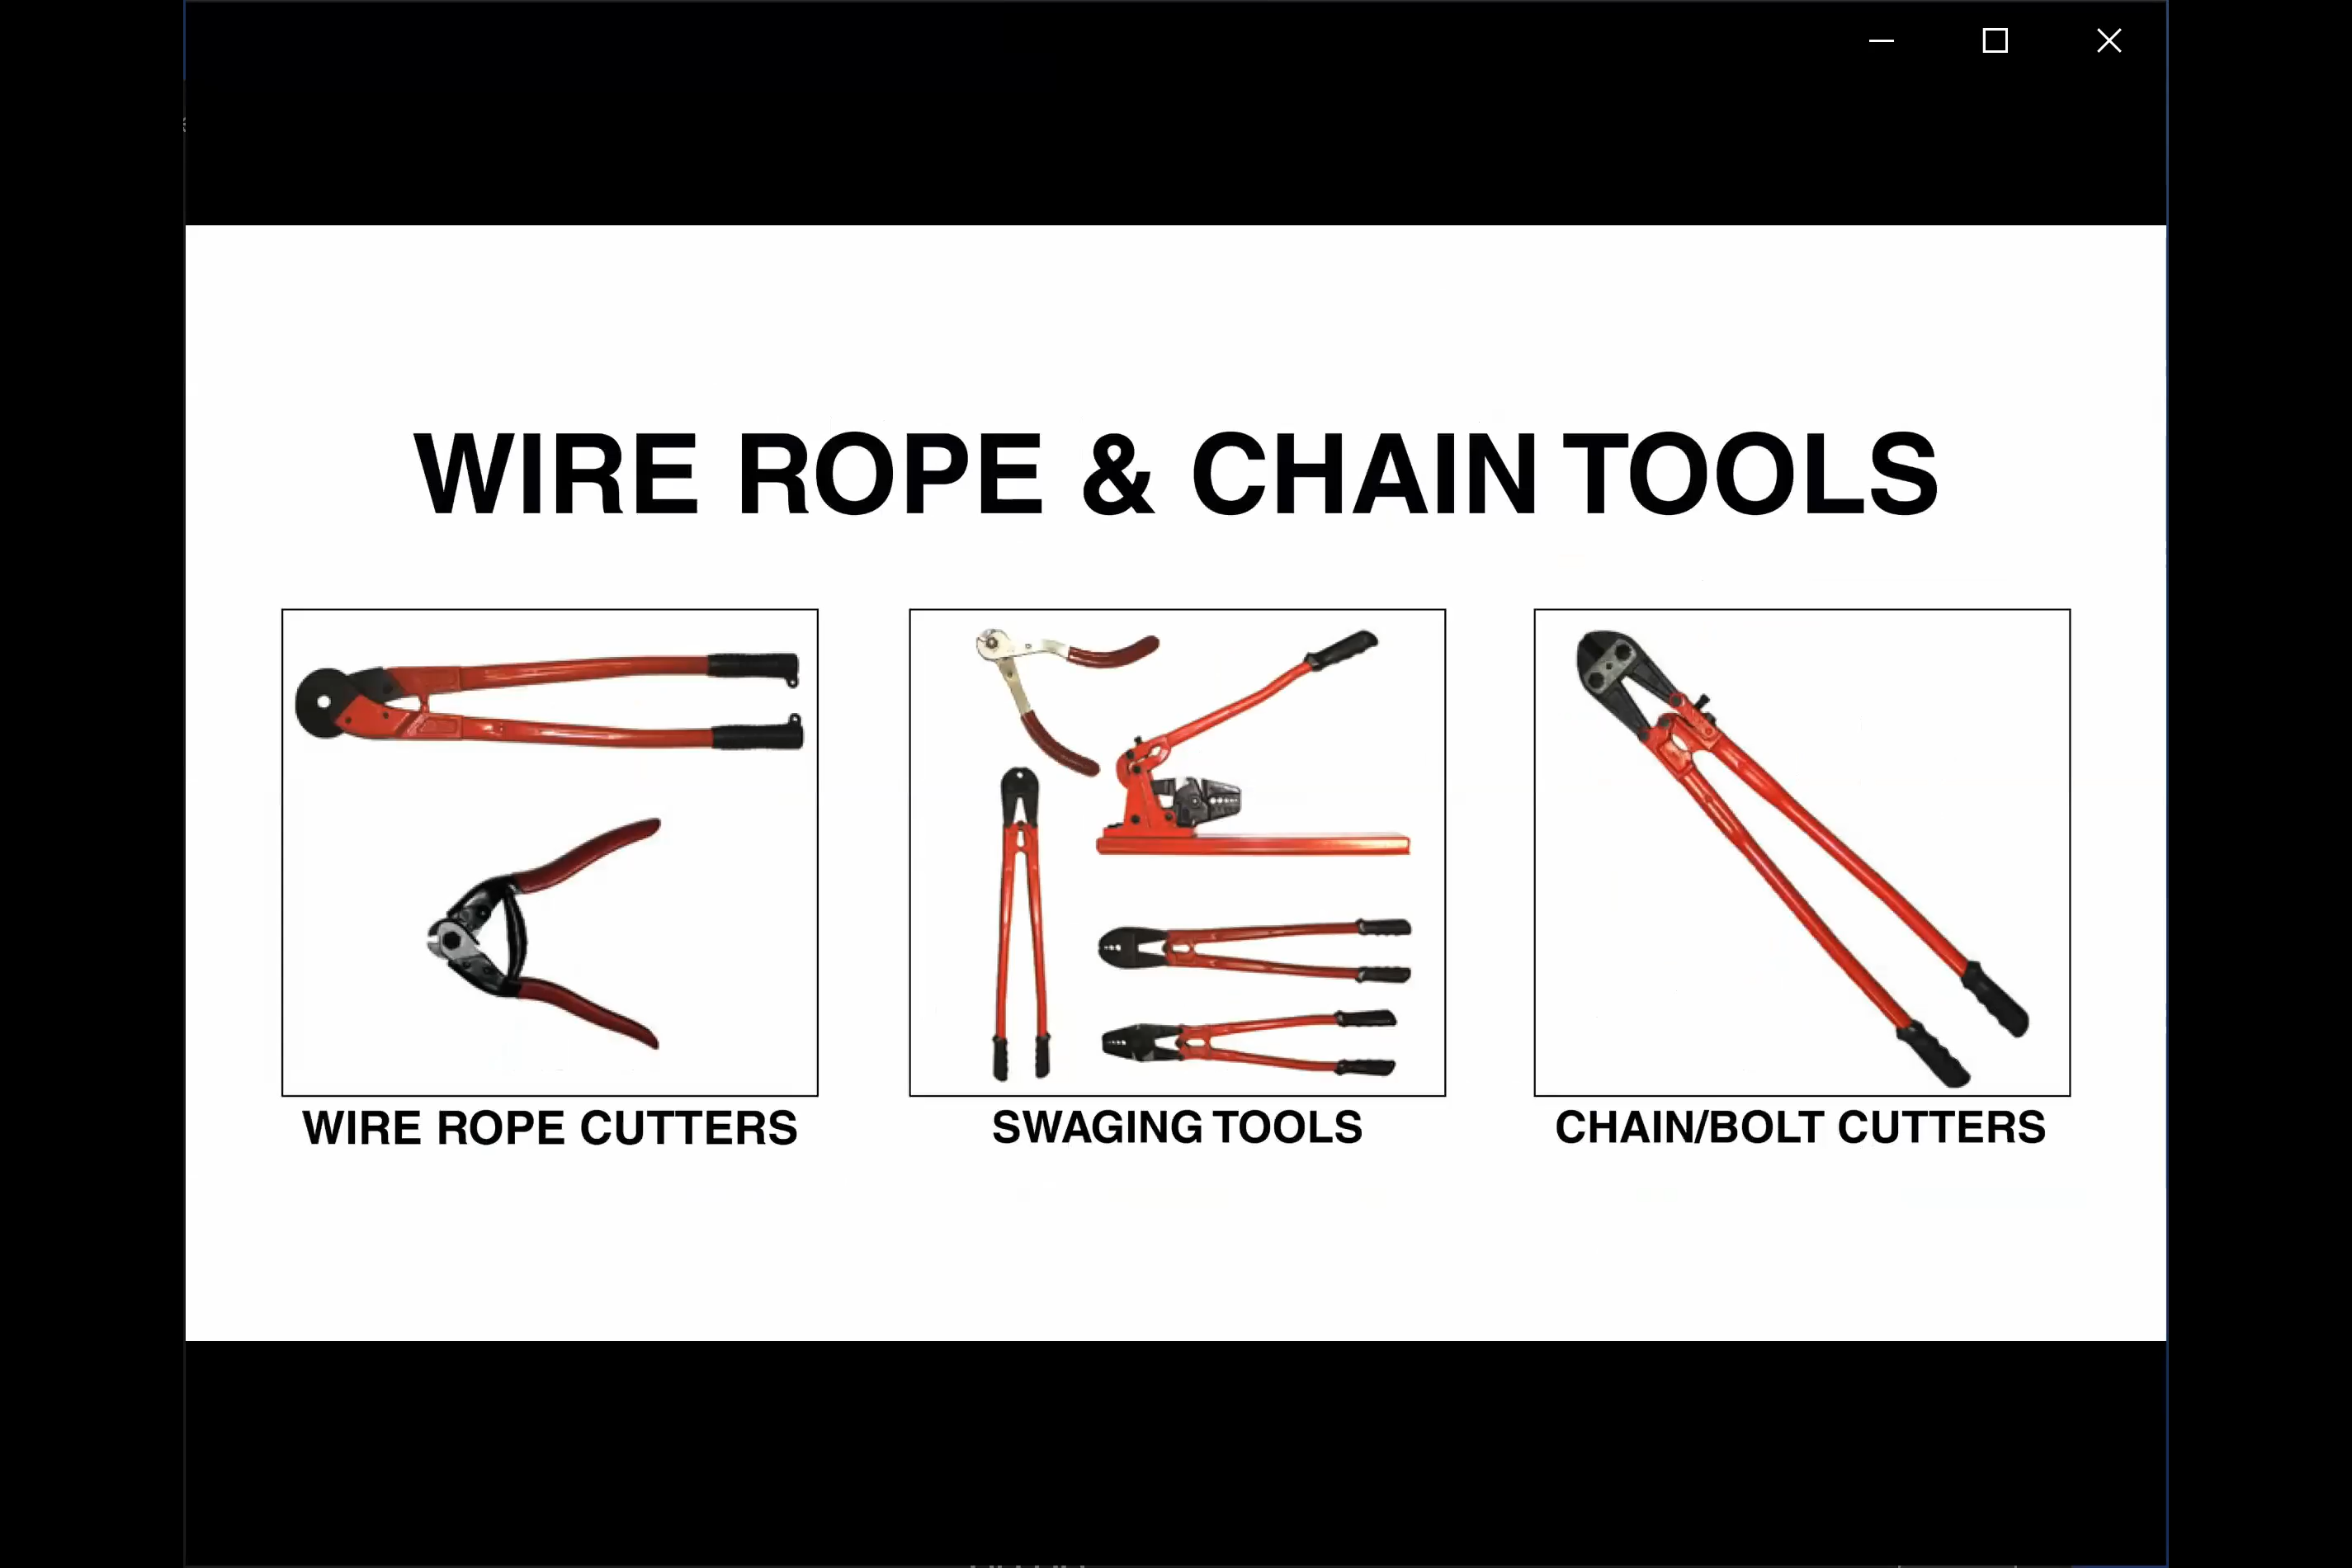 WIRE ROPE & CHAIN TOOLS
WIRE ROPE CUTTERS
SWAGING TOOLS
CHAIN/BOLT CUTTERS